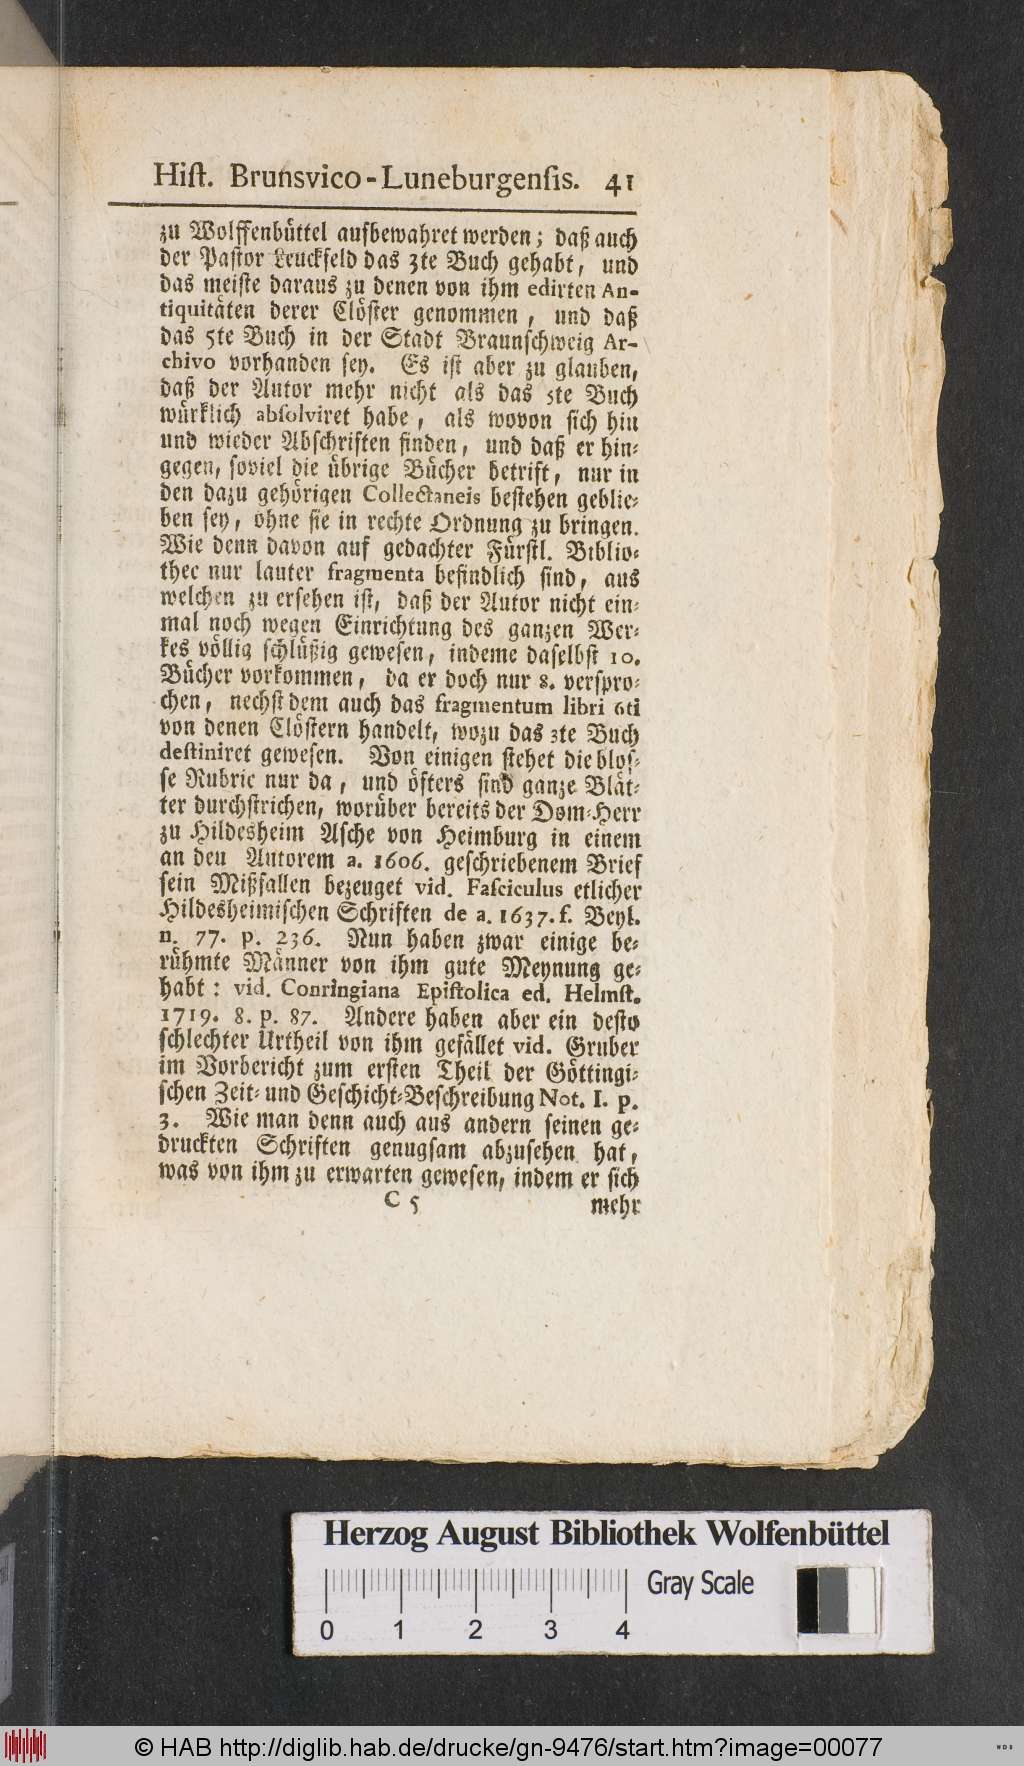 Hist. Brunsvico-Luneburgensis. 41
zu Wolffenbüttel aufbewahret werden; daß auch
der Pastor Leuckfeld das 3te Buch gehabt, und
das meiste daraus zu denen von ihm edirten An-
tiquitäten derer Clöster genommen, und daß
das 5te Buch in der Stadt Braunschweig Ar-
chivo vorhanden sey. Es ist aber zu glauben,
daß der Autor mehr nicht als das 5te Buch
würklich absolviret habe, als wovon sich hin
und wieder Abschriften finden, und daß er hin-
gegen, soviel die übrige Bücher betrift, nur in
den dazu gehörigen Collectaneis bestehen geblie-
ben sey, ohne sie in rechte Ordnung zu bringen.
Wie denn davon auf gedachter Fürstl. Biblio-
thec nur lauter fragmenta befindlich sind, aus
welchen zu ersehen ist, daß der Autor nicht ein-
mal noch wegen Einrichtung des ganzen Wer-
kes völlig schlüßig gewesen, indeme daselbst 10.
Bücher vorkommen, da er doch nur 8. verspro-
chen, nechst dem auch das fragmentum libri 6ti
von denen Clöstern handelt, wozu das 3te Buch
destiniret gewesen. Von einigen stehet die blos-
se Rubric nur da, und öfters sind ganze Blät-
ter durchstrichen, worüber bereits der Dom-Herr
zu Hildesheim Asche von Heimburg in einem
an den Autorem a. 1606. geschriebenem Brief
sein Mißfallen bezeuget vid. Fasciculus etlicher
Hildesheimischen Schriften de a. 1637. f. Beyl.
n. 77. p. 236. Nun haben zwar einige be-
rühmte Männer von ihm gute Meynung ge-
habt: vid. Conringiana Epistolica ed. Helmst.
1719. 8. p. 87. Andere haben aber ein desto
schlechter Urtheil von ihm gefället vid. Gruber
im Vorbericht zum ersten Theil der Göttingi-
schen Zeit- und Geschicht-Beschreibung Not. I. p.
3. Wie man denn auch aus andern seinen ge-
druckten Schriften genugsam abzusehen hat,
was von ihm zu erwarten gewesen, indem er sich
C 5 mehr
Herzog August Bibliothek Wolfenbüttel
Gray Scale
0 1 2 3 4
© HAB http://diglib.hab.de/drucke/gn-9476/start.htm?image=00077